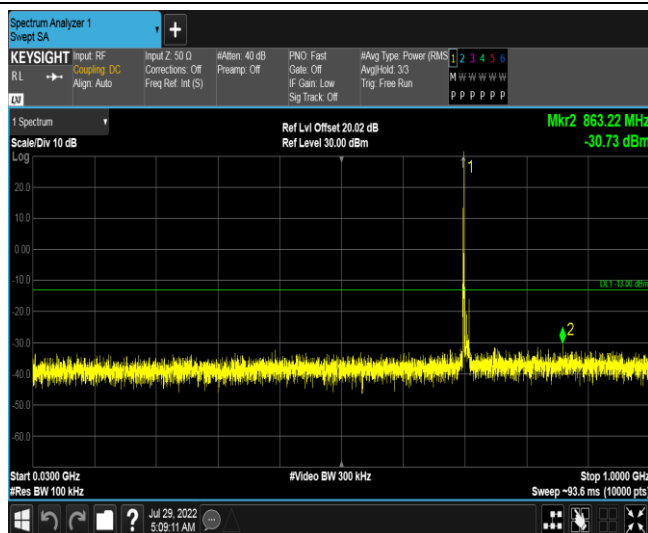 Spectrum Analyzer 1
Swept SA
KEYSIGHT
RL
LXI
Input: RF
Coupling: DC
Align: Auto
Input Z: 50 Ω
Corrections: Off
Freq Ref: Int (S)
#Atten: 40 dB
Preamp: Off
PNO: Fast
Gate: Off
IF Gain: Low
Sig Track: Off
#Avg Type: Power (RMS
Avg|Hold: 3/3
Trig: Free Run
1 2 3 4 5 6
M W W W W W
P P P P P P
1 Spectrum
Scale/Div 10 dB
Log
Ref Lvl Offset 20.02 dB
Ref Level 30.00 dBm
Mkr2 863.22 MHz
-30.73 dBm
1
20.0
10.0
0.00
-10.0
DL1 -13.00 dBm
-20.0
-30.0
2
-40.0
-50.0
-60.0
Start 0.0300 GHz
#Video BW 300 kHz
Stop 1.0000 GHz
#Res BW 100 kHz
Sweep ~93.6 ms (10000 pts)
?
Jul 29, 2022
5:09:11 AM